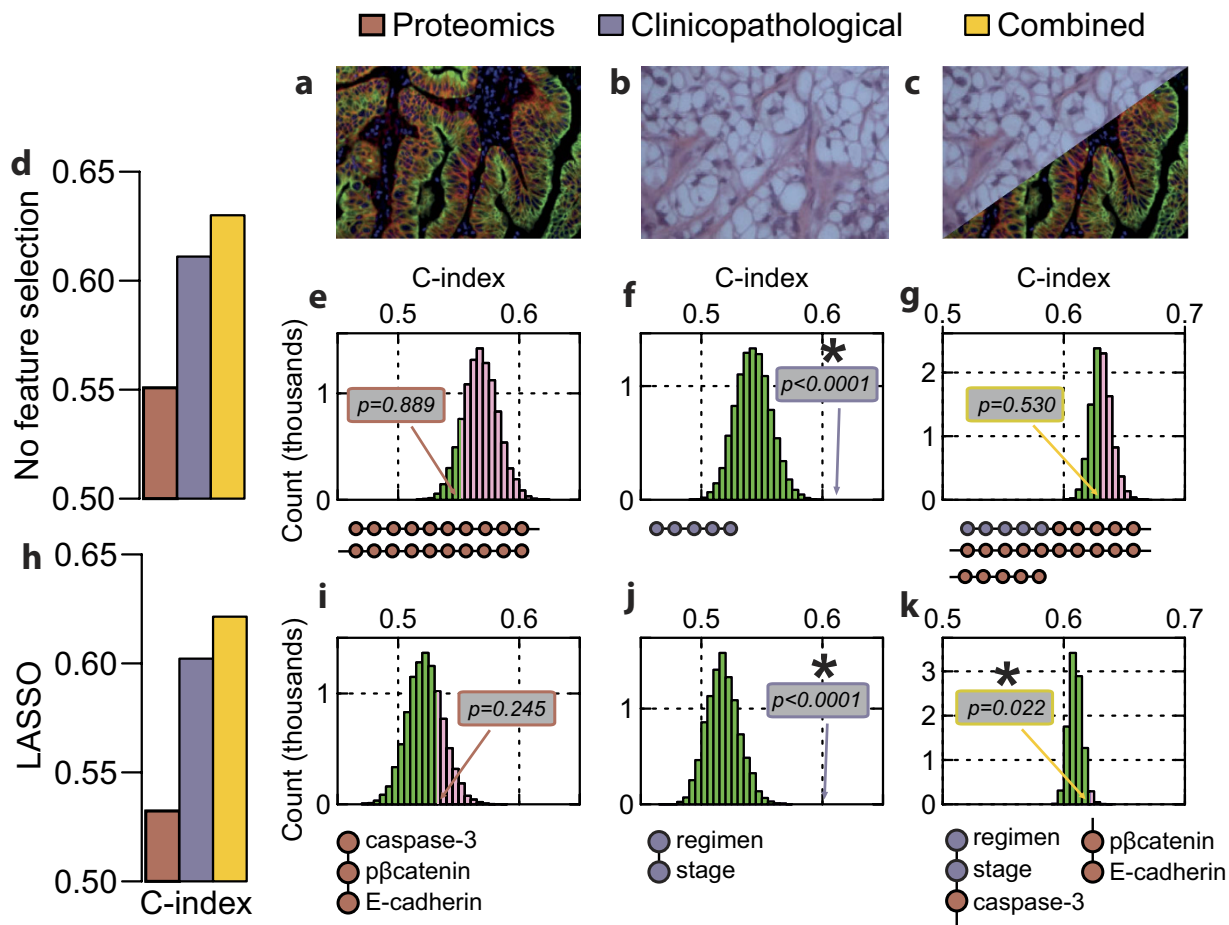 Proteomics Clinicopathological Combined
a b c
d
0.65
0.60
0.55
0.50
No feature selection
C-index C-index
e f g
0.5 0.6 0.5 0.6 0.5 0.6 0.7
Count (thousands)
1
0
p=0.889
1
0
*
p<0.0001
2
1
0
p=0.530
h
0.65
0.60
0.55
0.50
LASSO
C-index
i j k
0.5 0.6 0.5 0.6 0.5 0.6 0.7
Count (thousands)
1
0
p=0.245
1
0
*
p<0.0001
3
2
1
0
*
p=0.022
caspase-3
pβcatenin
E-cadherin
regimen
stage
regimen
stage
caspase-3
pβcatenin
E-cadherin